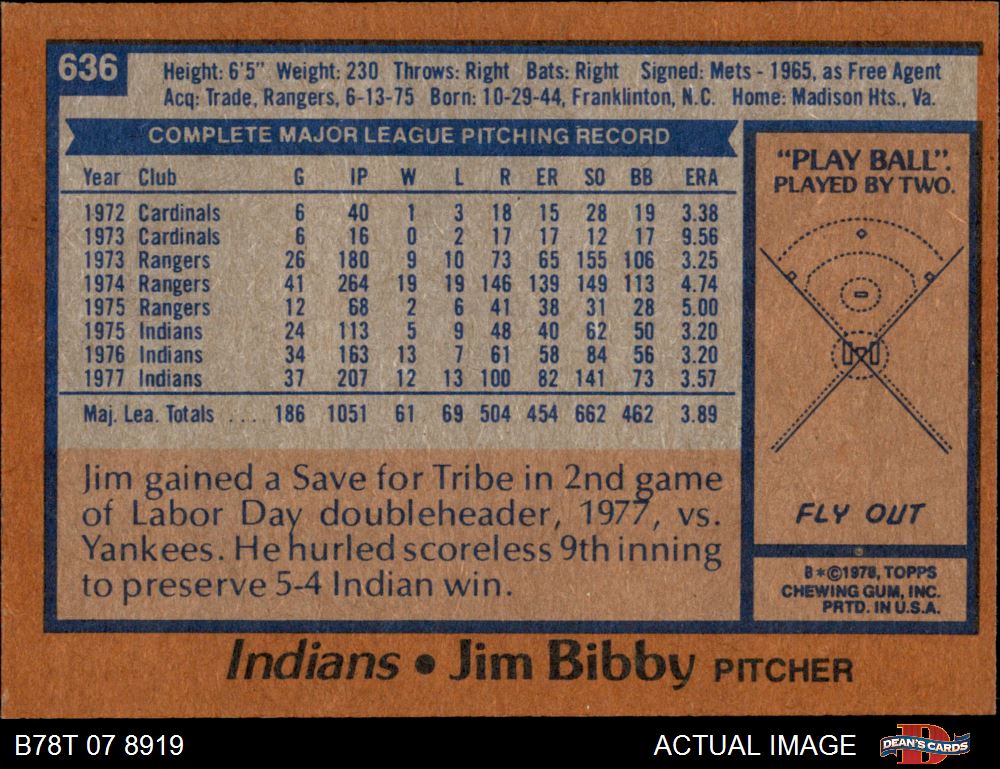 636
Height: 6'5" Weight: 230 Throws: Right Bats: Right Signed: Mets - 1965, as Free Agent
Acq: Trade, Rangers, 6-13-75 Born: 10-29-44, Franklinton, N.C. Home: Madison Hts., Va.
COMPLETE MAJOR LEAGUE PITCHING RECORD
Year Club G IP W L R ER SO BB ERA
1972 Cardinals 6 40 1 3 18 15 28 19 3.38
1973 Cardinals 6 16 0 2 17 17 12 17 9.56
1973 Rangers 26 180 9 10 73 65 155 106 3.25
1974 Rangers 41 264 19 19 146 139 149 113 4.74
1975 Rangers 12 68 2 6 41 38 31 28 5.00
1975 Indians 24 113 5 9 48 40 62 50 3.20
1976 Indians 34 163 13 7 61 58 84 56 3.20
1977 Indians 37 207 12 13 100 82 141 73 3.57
Maj. Lea. Totals .... 186 1051 61 69 504 454 662 462 3.89
Jim gained a Save for Tribe in 2nd game
of Labor Day doubleheader, 1977, vs.
Yankees. He hurled scoreless 9th inning
to preserve 5-4 Indian win.
"PLAY BALL".
PLAYED BY TWO.
FLY OUT
B*©1978, TOPPS
CHEWING GUM, INC.
PRTD. IN U.S.A.
Indians • Jim Bibby PITCHER
B78T 07 8919
ACTUAL IMAGE
DEAN'S CARDS